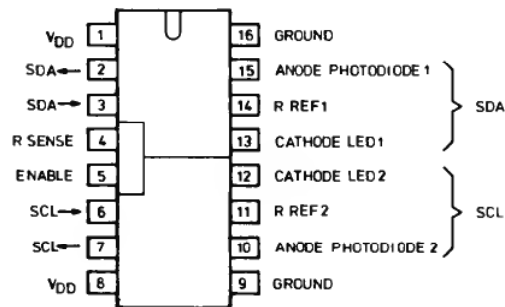 V_DD 1 16 GROUND
SDA← 2 15 ANODE PHOTODIODE 1
SDA→ 3 14 R REF1 SDA
R SENSE 4 13 CATHODE LED1
ENABLE 5 12 CATHODE LED2
SCL→ 6 11 R REF2 SCL
SCL← 7 10 ANODE PHOTODIODE 2
V_DD 8 9 GROUND